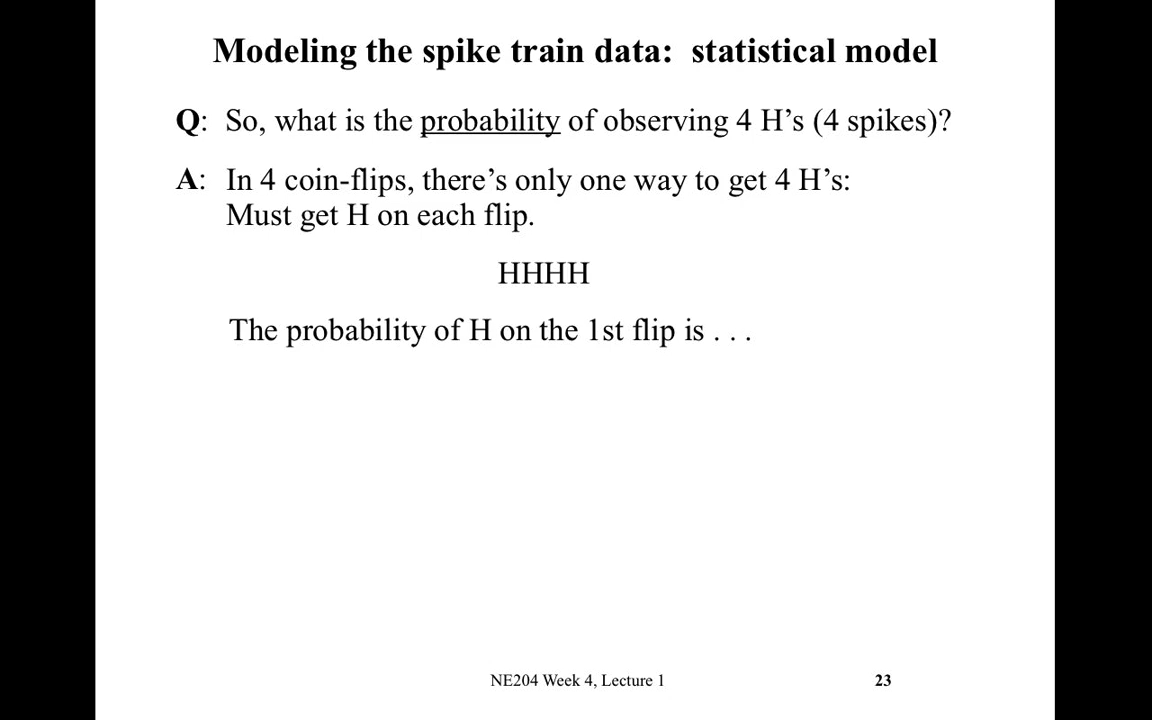 Modeling the spike train data: statistical model
Q: So, what is the probability of observing 4 H's (4 spikes)?
A: In 4 coin-flips, there's only one way to get 4 H's:
Must get H on each flip.
HHHH
The probability of H on the 1st flip is . . .
NE204 Week 4, Lecture 1
23